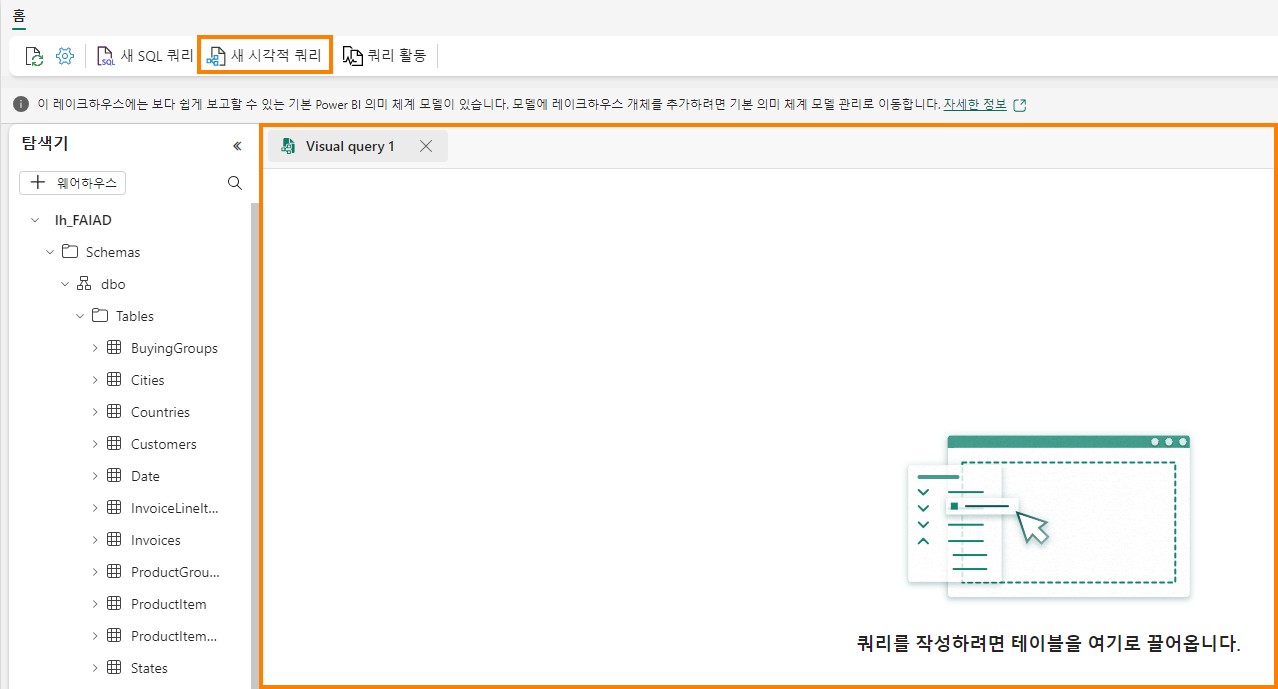 홈
새 SQL 쿼리 새 시각적 쿼리 쿼리 활동
이 레이크하우스에는 보다 쉽게 보고할 수 있는 기본 Power BI 의미 체계 모델이 있습니다. 모델에 레이크하우스 개체를 추가하려면 기본 의미 체계 모델 관리로 이동합니다. 자세한 정보
탐색기
Visual query 1
웨어하우스
lh_FAIAD
Schemas
dbo
Tables
BuyingGroups
Cities
Countries
Customers
Date
InvoiceLineIt...
Invoices
ProductGrou...
ProductItem
ProductItem...
States
쿼리를 작성하려면 테이블을 여기로 끌어옵니다.